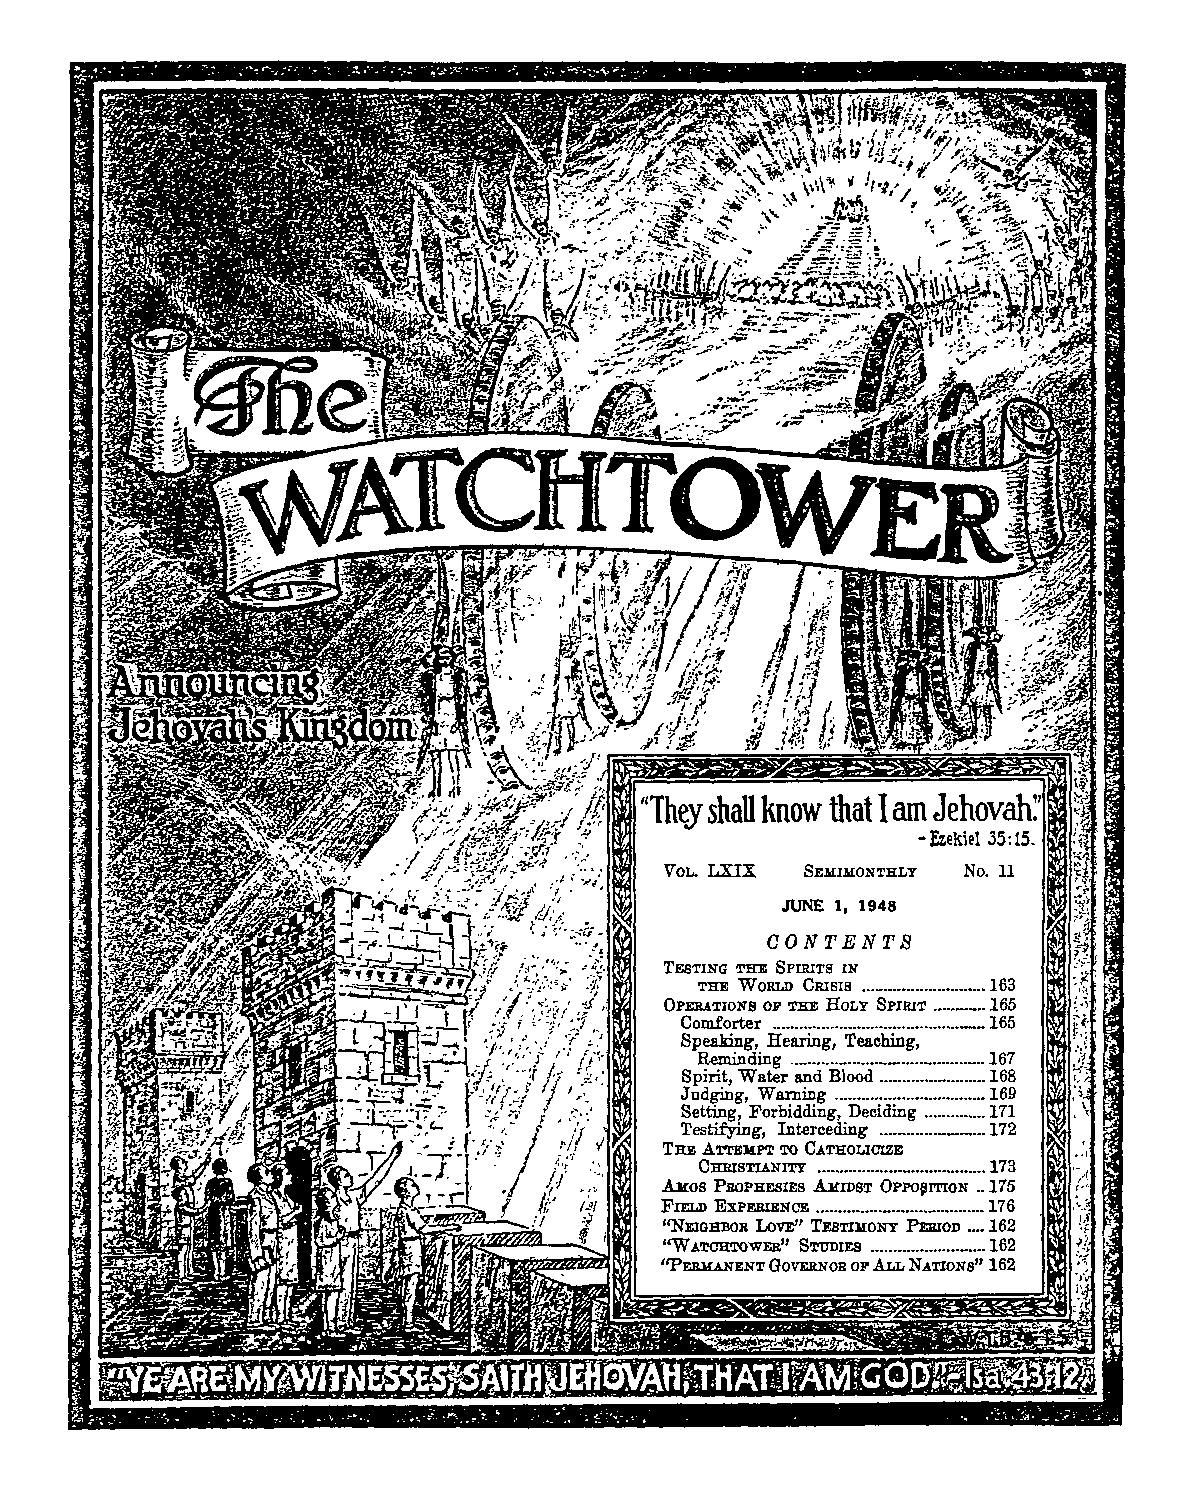 The
WATCHTOWER
Announcing
Jehovah's Kingdom
"They shall know that I am Jehovah."
- Ezekiel 35:15.
VOL. LXIX SEMIMONTHLY No. 11
JUNE 1, 1948
CONTENTS
TESTING THE SPIRITS IN
THE WORLD CRISIS ........................... 163
OPERATIONS OF THE HOLY SPIRIT ............ 165
Comforter .............................................. 165
Speaking, Hearing, Teaching,
Reminding .......................................... 167
Spirit, Water and Blood ....................... 168
Judging, Warning ................................. 169
Setting, Forbidding, Deciding ............. 171
Testifying, Interceding ....................... 172
THE ATTEMPT TO CATHOLICIZE
CHRISTIANITY .................................... 173
AMOS PROPHESIES AMIDST OPPOSITION .. 175
FIELD EXPERIENCE .................................... 176
"NEIGHBOR LOVE" TESTIMONY PERIOD .... 162
"WATCHTOWER" STUDIES ......................... 162
"PERMANENT GOVERNOR OF ALL NATIONS" 162
"YE ARE MY WITNESSES, SAITH JEHOVAH, THAT I AM GOD."-Isa. 43:12.